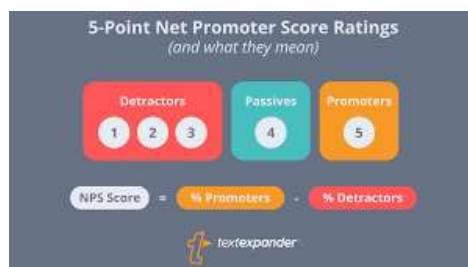 5-Point Net Promoter Score Ratings
(and what they mean)
Detractors
Passives
Promoters
1 2 3
4
5
NPS Score = % Promoters - % Detractors
textexpander